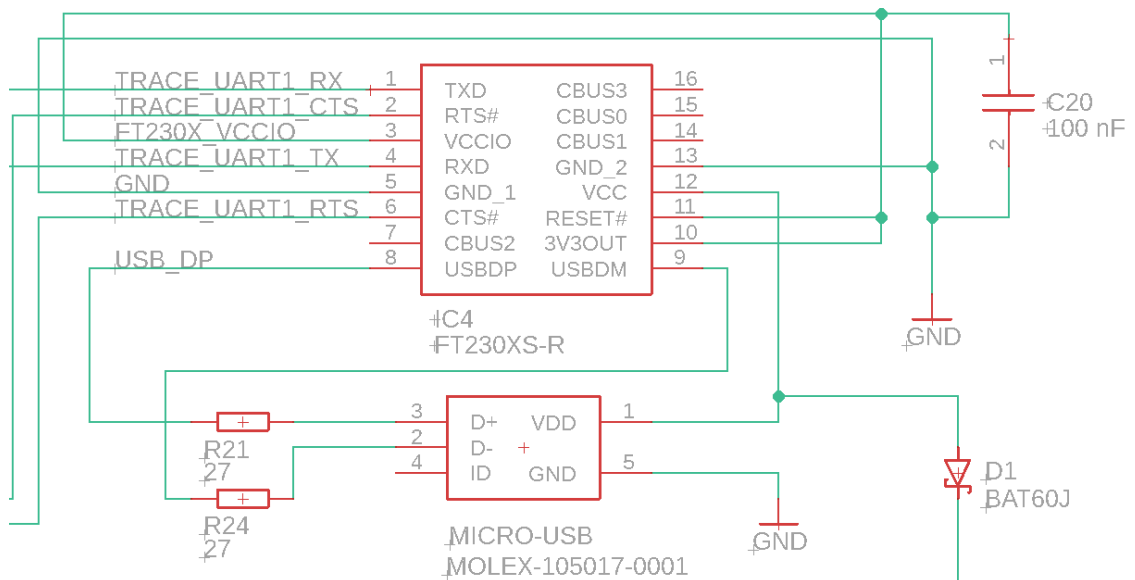 TRACE_UART1_RX 1 TXD CBUS3 16
TRACE_UART1_CTS 2 RTS# CBUS0 15
FT230X_VCCIO 3 VCCIO CBUS1 14
TRACE_UART1_TX 4 RXD GND_2 13
GND 5 GND_1 VCC 12
TRACE_UART1_RTS 6 CTS# RESET# 11
7 CBUS2 3V3OUT 10
USB_DP 8 USBDP USBDM 9
IC4
FT230XS-R
1
C20
100 nF
2
GND
3 D+ VDD 1
2 D-
4 ID GND 5
R21
27
R24
27
MICRO-USB
MOLEX-105017-0001
GND
D1
BAT60J